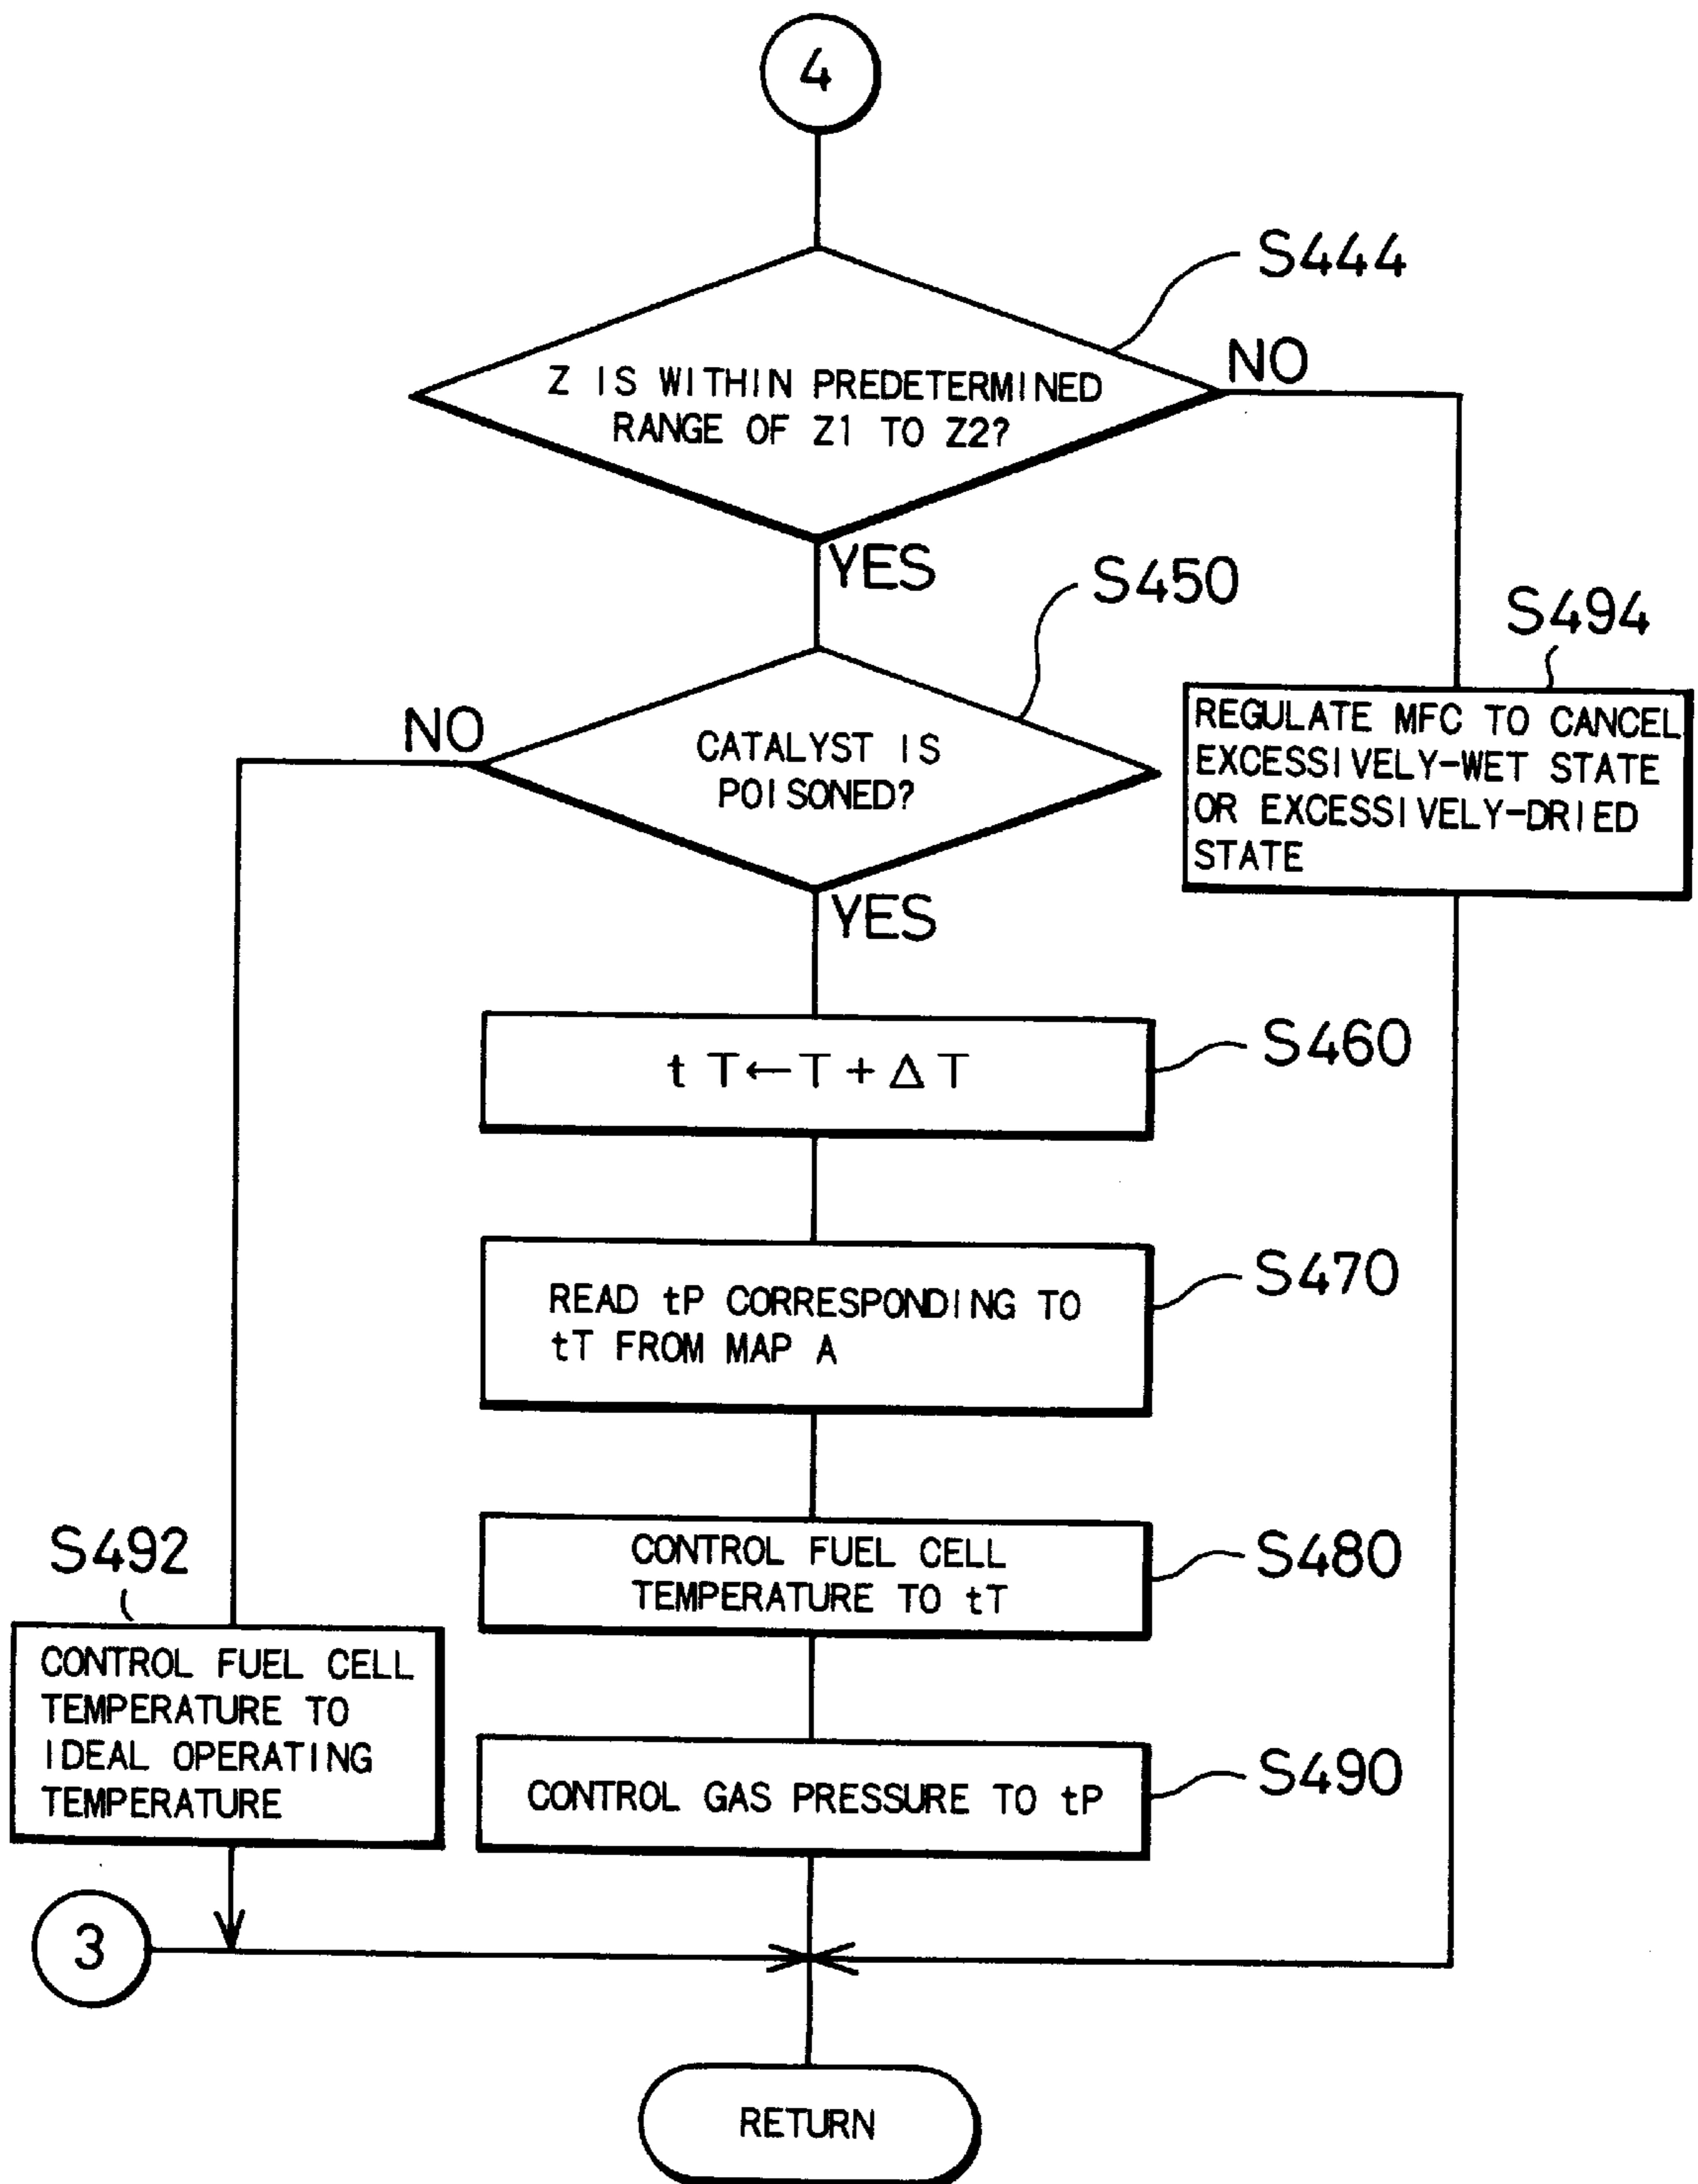 4
S444
Z IS WITHIN PREDETERMINED
RANGE OF Z1 TO Z2?
NO
YES
S450
S494
NO
CATALYST IS
POISONED?
REGULATE MFC TO CANCEL
EXCESSIVELY-WET STATE
OR EXCESSIVELY-DRIED
STATE
YES
S460
t T←T+ΔT
S470
READ tP CORRESPONDING TO
tT FROM MAP A
S480
CONTROL FUEL CELL
TEMPERATURE TO tT
S492
CONTROL FUEL CELL
TEMPERATURE TO
IDEAL OPERATING
TEMPERATURE
S490
CONTROL GAS PRESSURE TO tP
3
RETURN